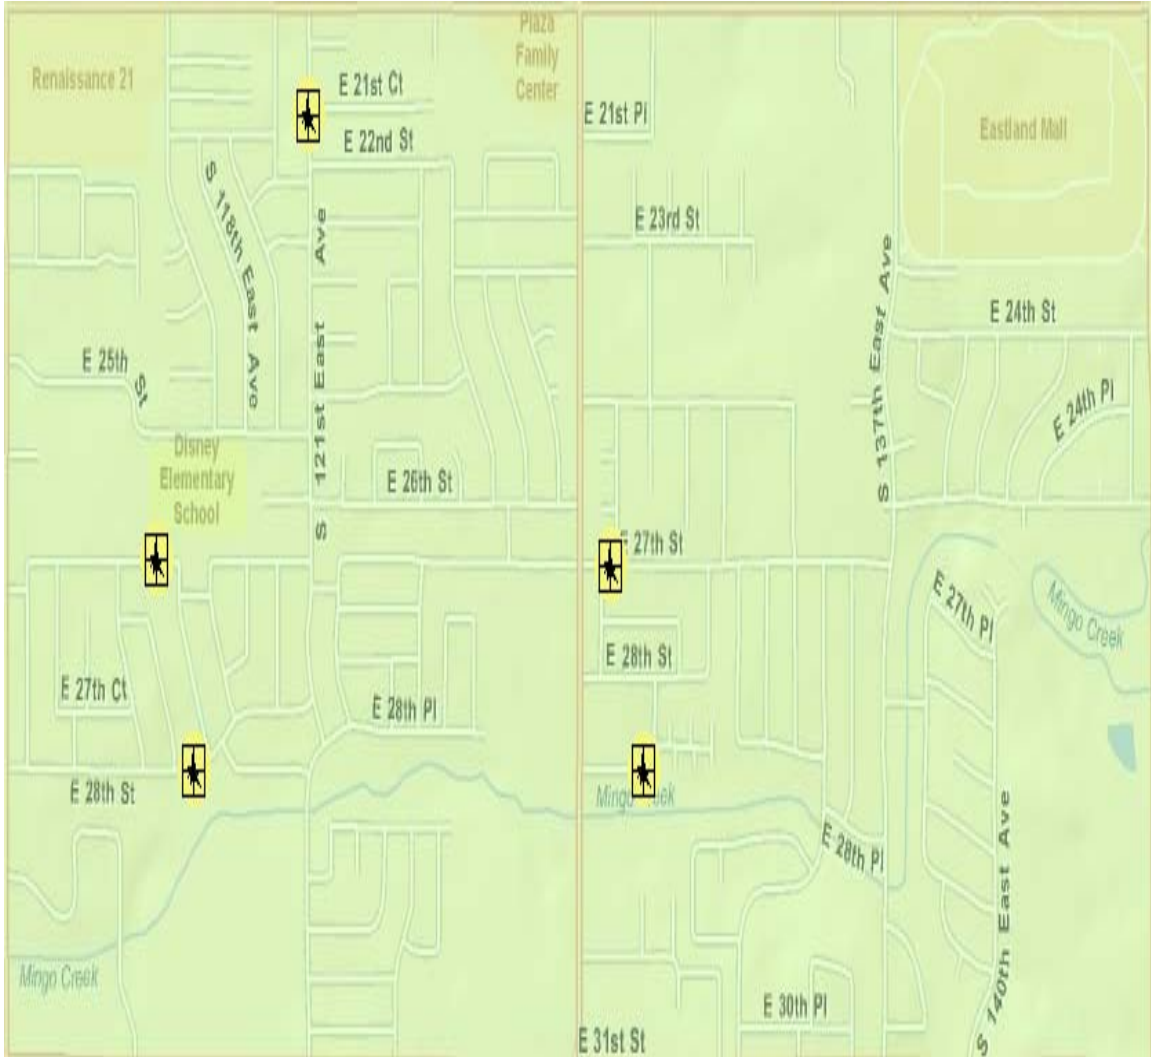 Plaza
Family
Center
Renaissance 21
E 21st Ct
E 22nd St
S 118th East Ave
S 121st East Ave
E 25th St
Disney
Elementary
School
E 26th St
E 27th Ct
E 28th Pl
E 28th St
Mingo Creek
E 21st Pl
Eastland Mall
E 23rd St
S 137th East Ave
E 24th St
E 24th Pl
E 27th St
E 27th Pl
Mingo Creek
E 28th St
Mingo Creek
E 28th Pl
S 140th East Ave
E 30th Pl
E 31st St